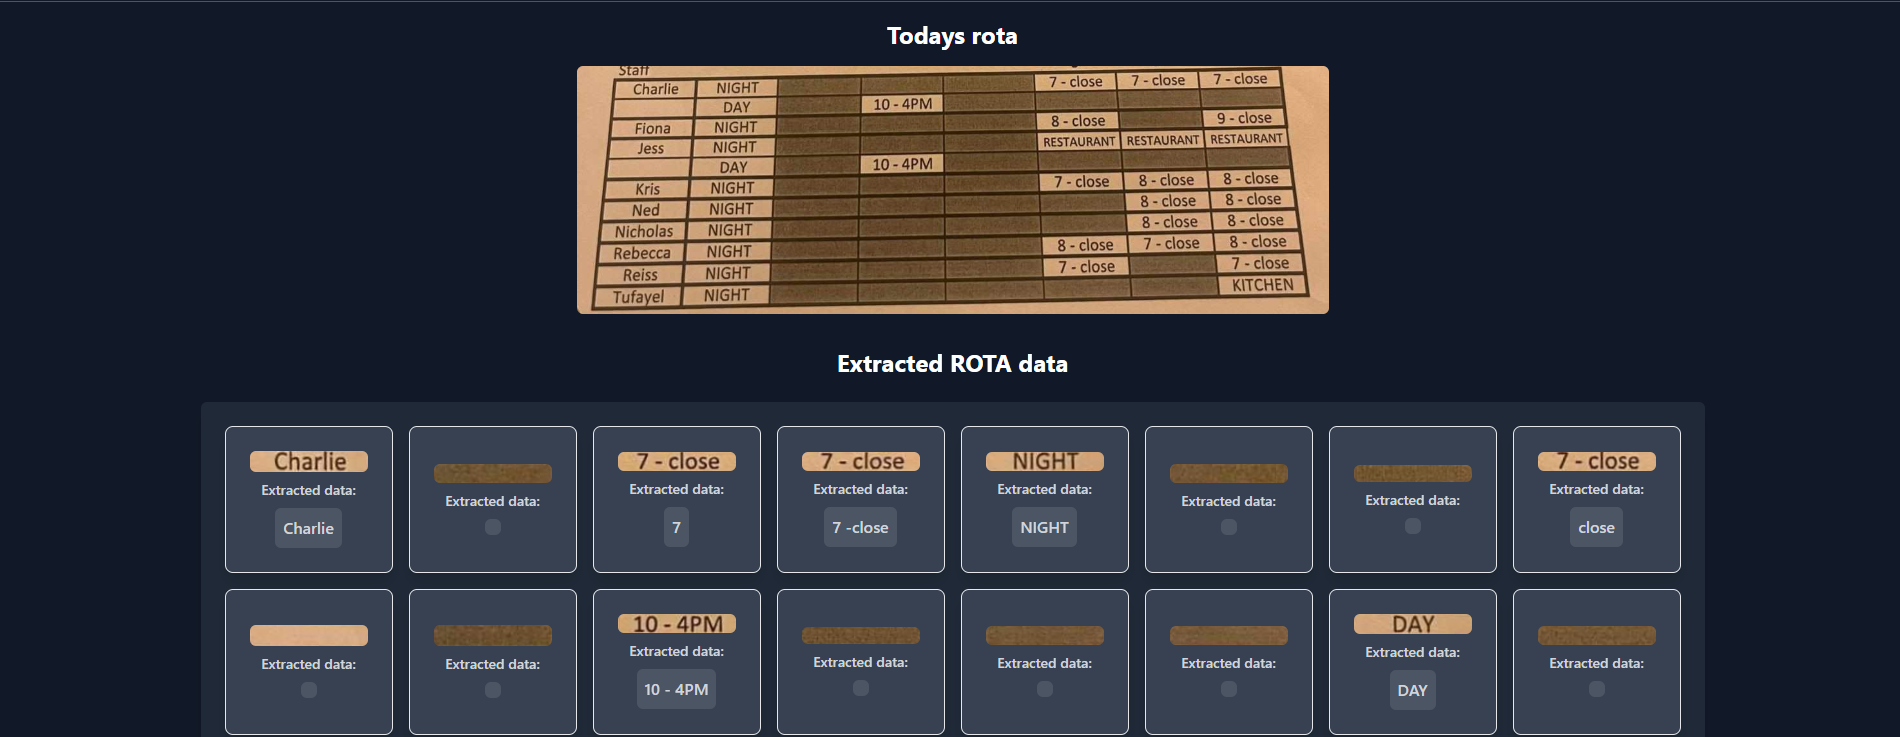 Todays rota
Staff
Charlie NIGHT 7 - close 7 - close 7 - close
DAY 10 - 4PM
Fiona NIGHT 8 - close 9 - close
Jess NIGHT RESTAURANT RESTAURANT RESTAURANT
DAY 10 - 4PM
Kris NIGHT 7 - close 8 - close 8 - close
Ned NIGHT 8 - close 8 - close
Nicholas NIGHT 8 - close 8 - close
Rebecca NIGHT 8 - close 7 - close 8 - close
Reiss NIGHT 7 - close 7 - close
Tufayel NIGHT KITCHEN
Extracted ROTA data
Charlie 7 - close 7 - close NIGHT 7 - close
Extracted data: Extracted data: Extracted data: Extracted data: Extracted data: Extracted data: Extracted data: Extracted data:
Charlie 7 7 -close NIGHT close
10 - 4PM DAY
Extracted data: Extracted data: Extracted data: Extracted data: Extracted data: Extracted data: Extracted data: Extracted data:
10 - 4PM DAY